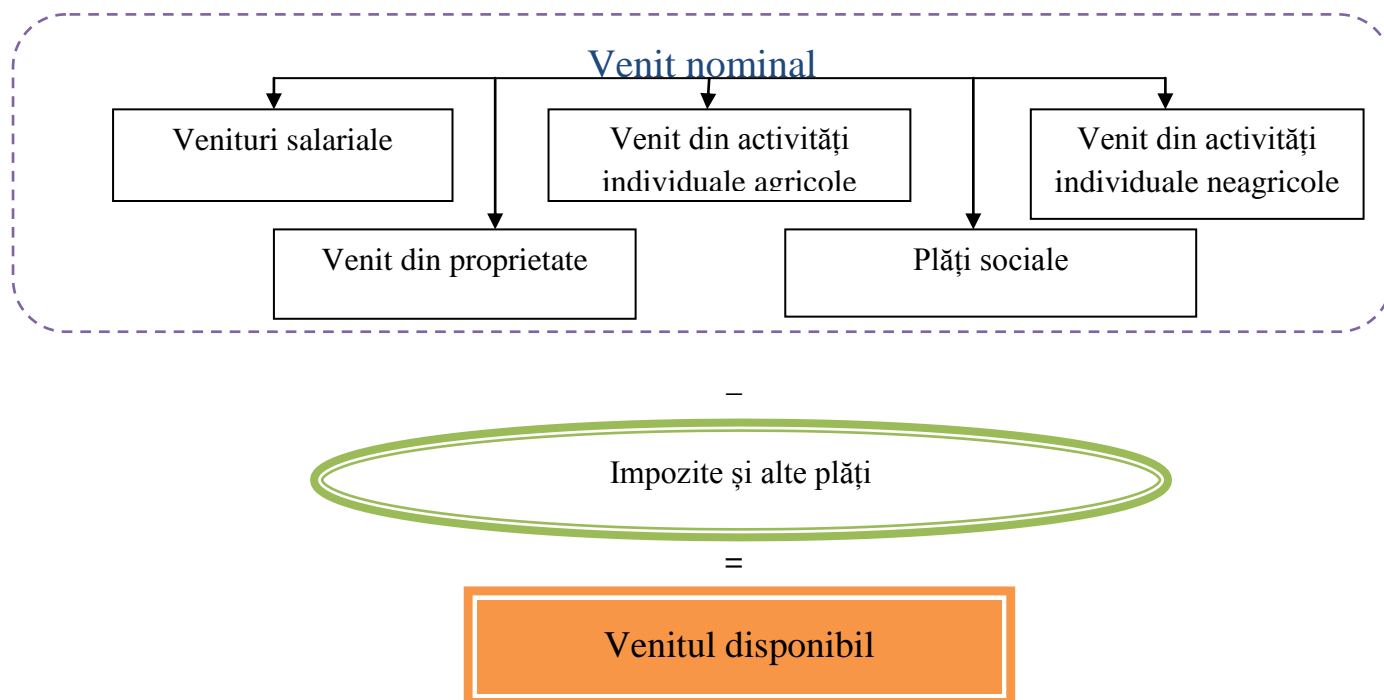 Venit nominal
Venituri salariale
Venit din activități
individuale agricole
Venit din activități
individuale neagricole
Venit din proprietate
Plăți sociale
–
Impozite și alte plăți
=
Venitul disponibil